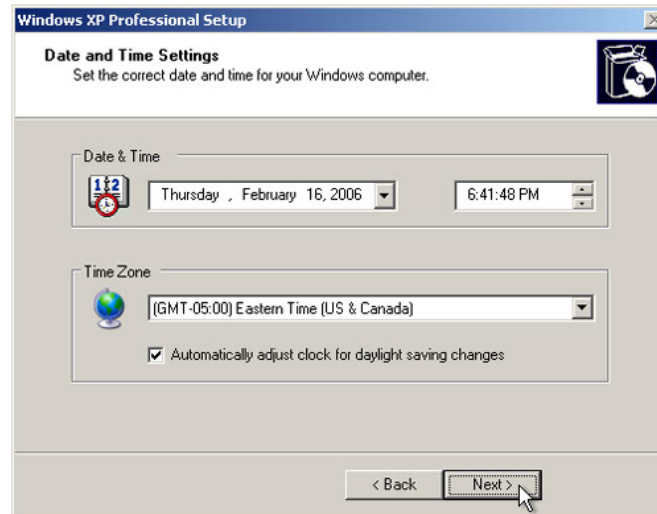 Windows XP Professional Setup
Date and Time Settings
Set the correct date and time for your Windows computer.
Date & Time
Thursday , February 16, 2006
6:41:48 PM
Time Zone
(GMT-05:00) Eastern Time (US & Canada)
Automatically adjust clock for daylight saving changes
< Back
Next >